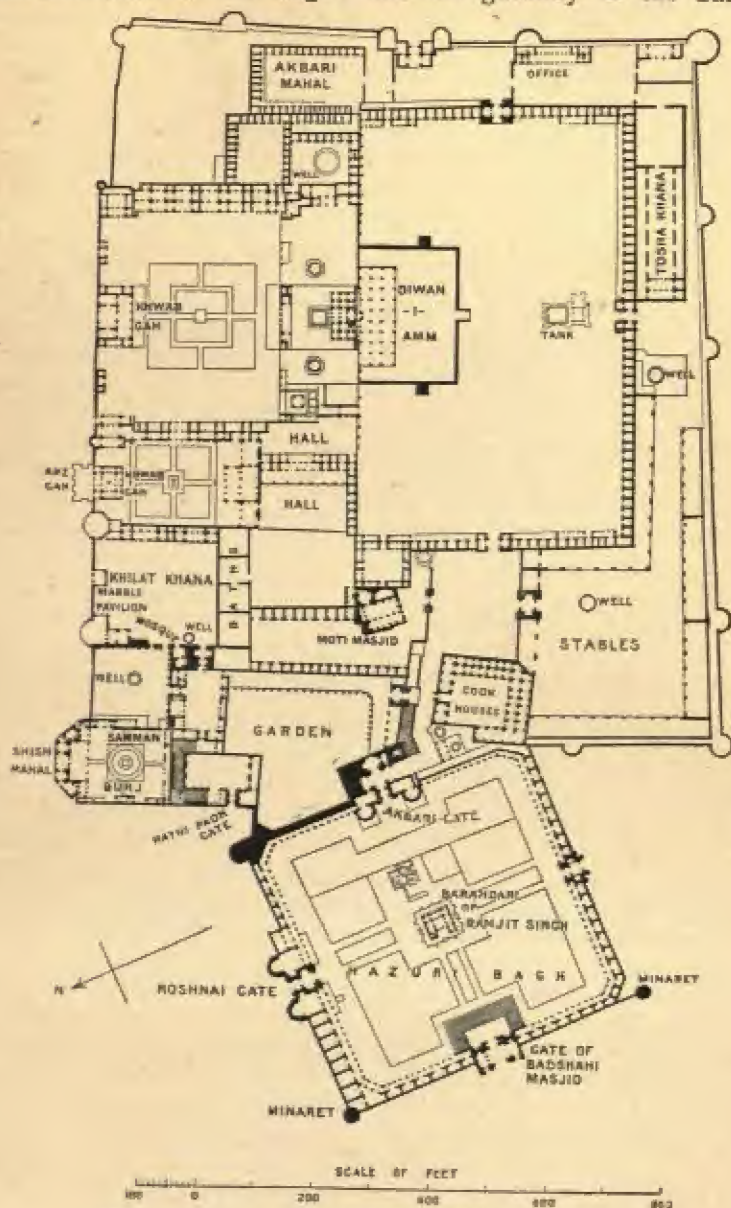 AKBARI
MAHAL
OFFICE
WELL
TOSHA KHANA
DIWAN
-I-
AMM
KHWAB
GAH
TANK
WELL
HALL
ARZ
GAH
KHWAB
GAH
HALL
KHILAT KHANA
BATHS
MARBLE
PAVILION
MOSQUE
WELL
WELL
MOTI MASJID
WELL
STABLES
COOK
HOUSES
GARDEN
SAMMAN
BURJ
SHISH
MAHAL
HATHI PAON
GATE
AKBARI GATE
BARAHDARI
OF
RANJIT SINGH
HAZURI BAGH
N
ROSHNAI GATE
MINARET
GATE OF
BADSHAHI
MASJID
MINARET
SCALE OF FEET
100 0 200 400 600 800